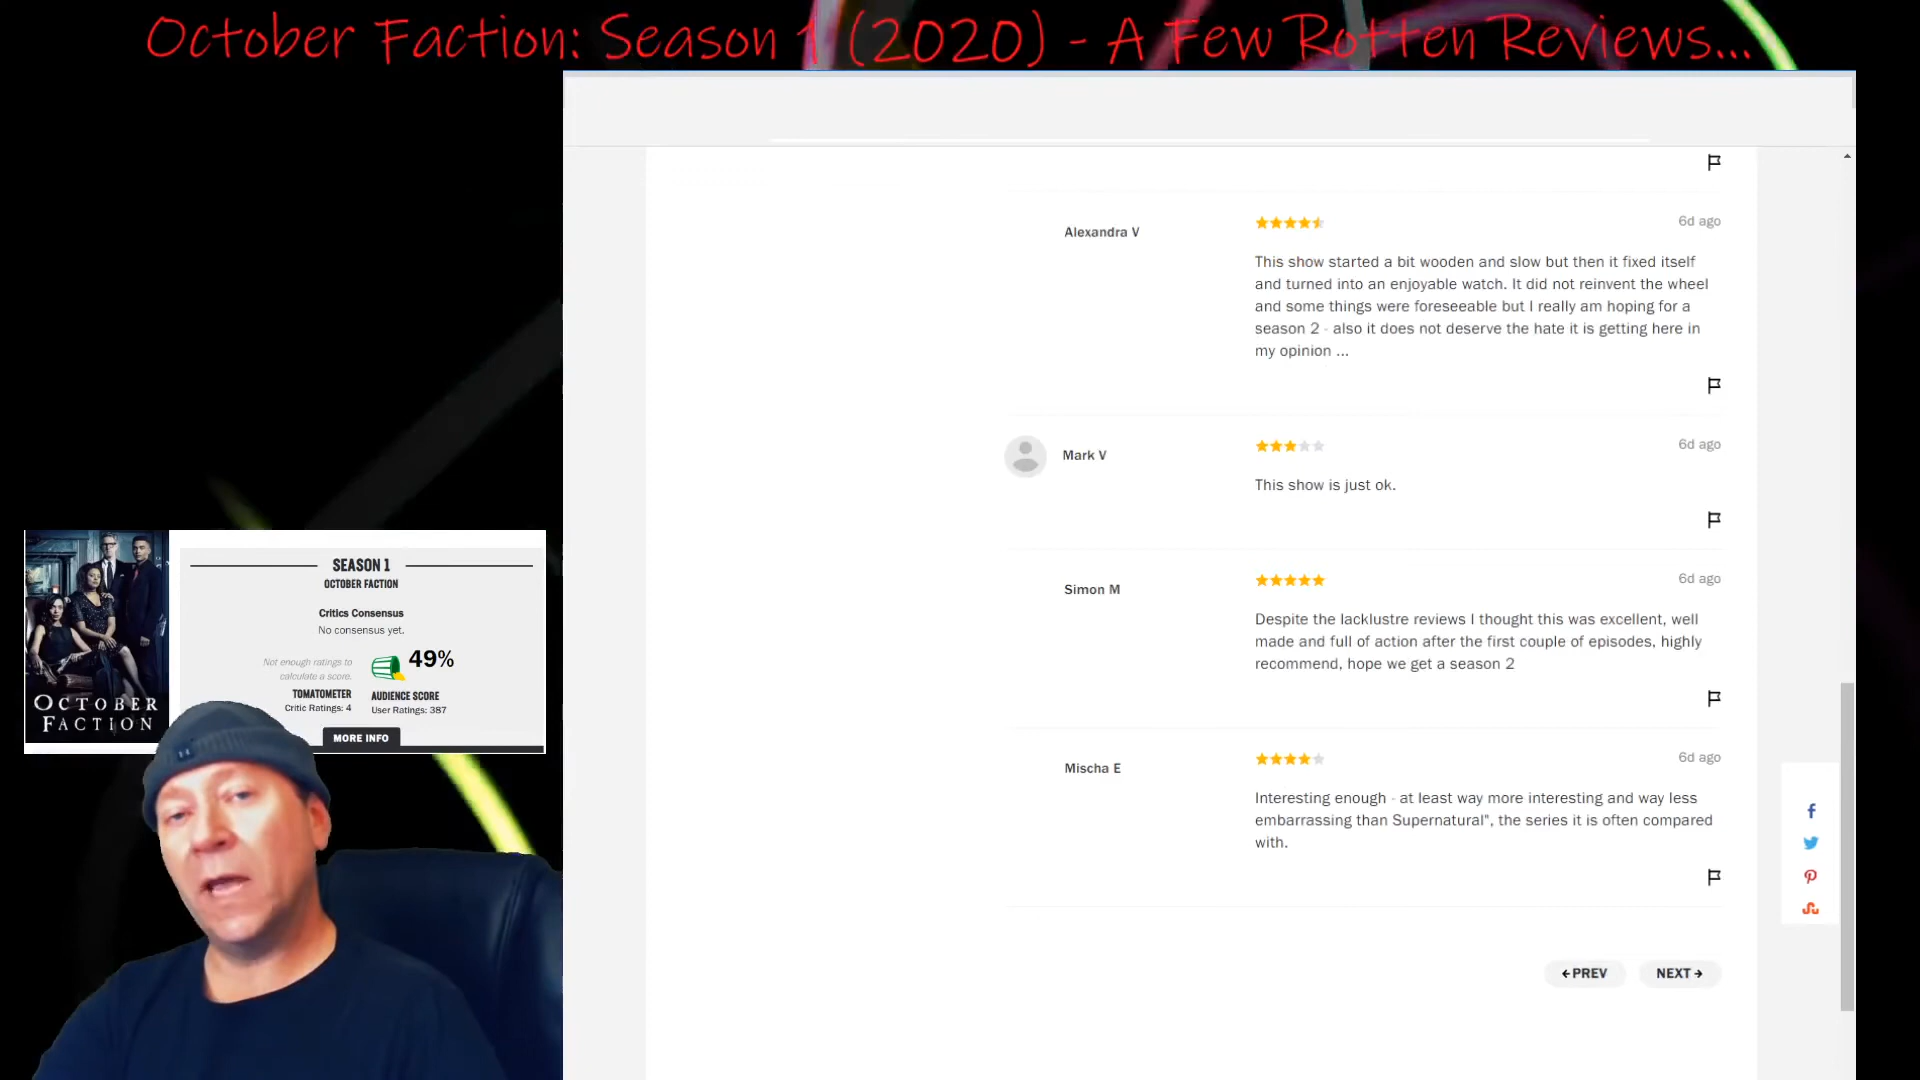 October Faction: Season 1 (2020) - A Few Rotten Reviews...
Alexandra V
6d ago
This show started a bit wooden and slow but then it fixed itself
and turned into an enjoyable watch. It did not reinvent the wheel
and some things were foreseeable but I really am hoping for a
season 2 - also it does not deserve the hate it is getting here in
my opinion ...
Mark V
6d ago
This show is just ok.
Simon M
6d ago
Despite the lacklustre reviews I thought this was excellent, well
made and full of action after the first couple of episodes, highly
recommend, hope we get a season 2
Mischa E
6d ago
Interesting enough - at least way more interesting and way less
embarrassing than Supernatural", the series it is often compared
with.
PREV
NEXT
OCTOBER
FACTION
SEASON 1
OCTOBER FACTION
Critics Consensus
No consensus yet.
Not enough ratings to
calculate a score.
TOMATOMETER
Critic Ratings: 4
49%
AUDIENCE SCORE
User Ratings: 387
MORE INFO